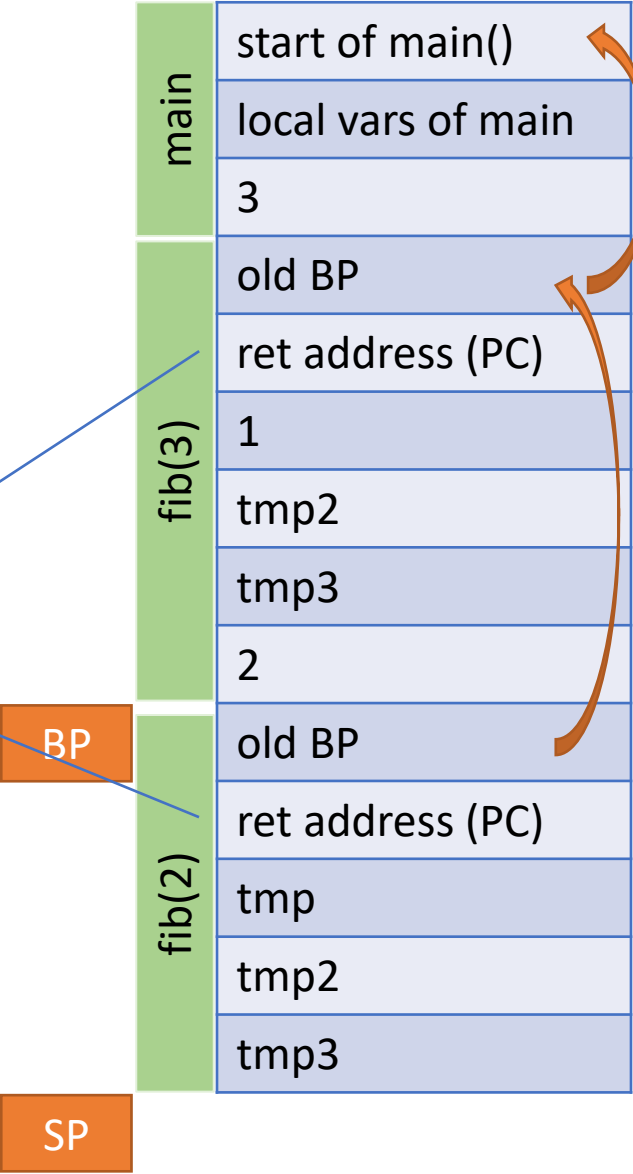 main
start of main()
local vars of main
3
fib(3)
old BP
ret address (PC)
1
tmp2
tmp3
2
BP
fib(2)
old BP
ret address (PC)
tmp
tmp2
tmp3
SP